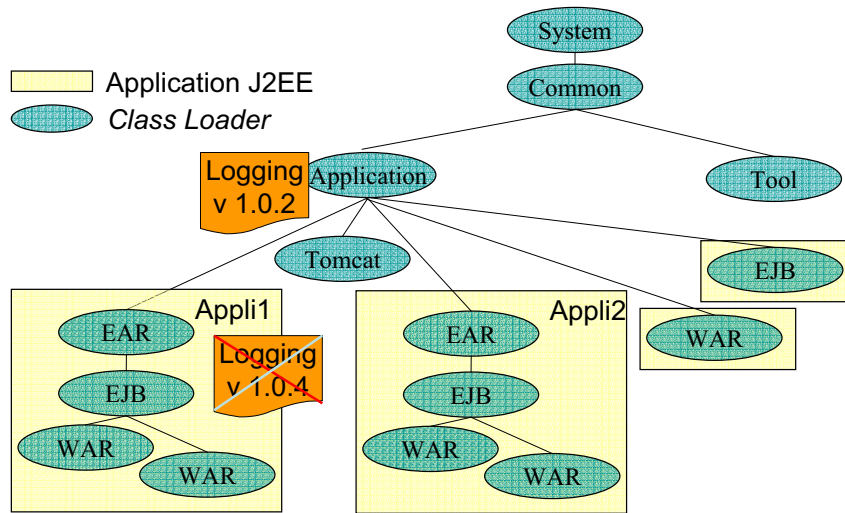 System
Application J2EE
Common
Class Loader
Logging
v 1.0.2
Application
Tool
Tomcat
EJB
Appli1
Appli2
EAR
EAR
WAR
Logging
v 1.0.4
EJB
EJB
WAR
WAR
WAR
WAR